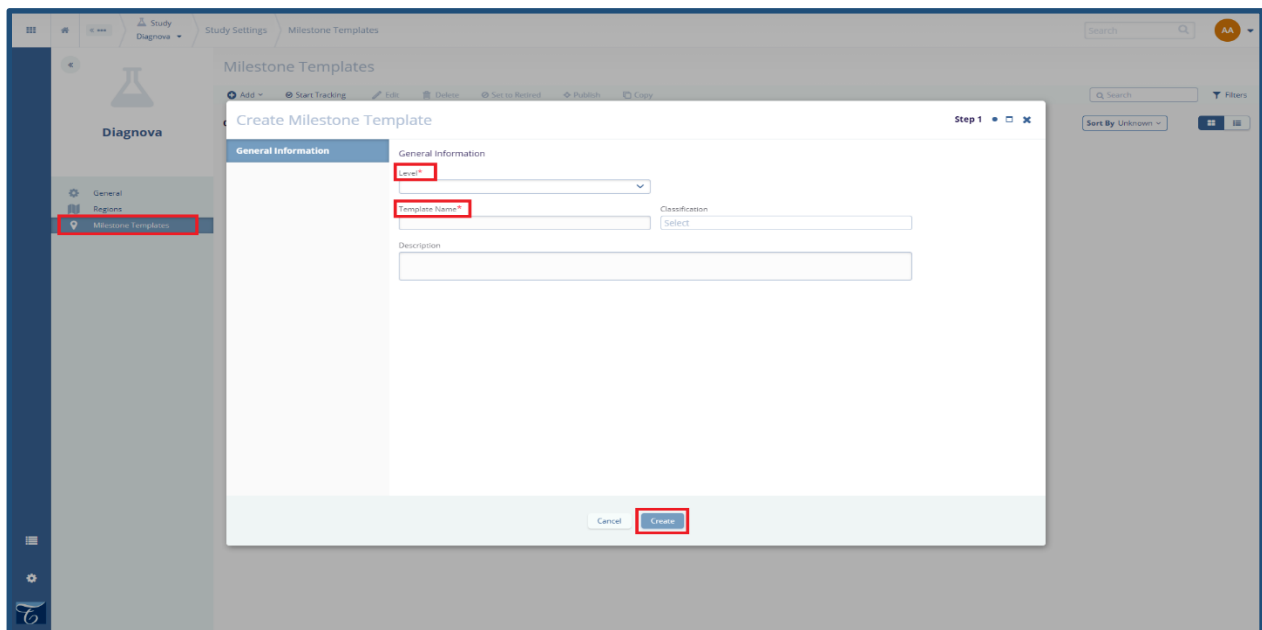 Study
Diagnova
Study Settings
Milestone Templates
Search
AA
Milestone Templates
Add
Start Tracking
Edit
Delete
Set to Retired
Publish
Copy
Search
Filters
Diagnova
Create Milestone Template
Step 1
Sort By Unknown
General Information
General Information
Level*
General
Regions
Milestone Templates
Template Name*
Classification
Select
Description
Cancel
Create